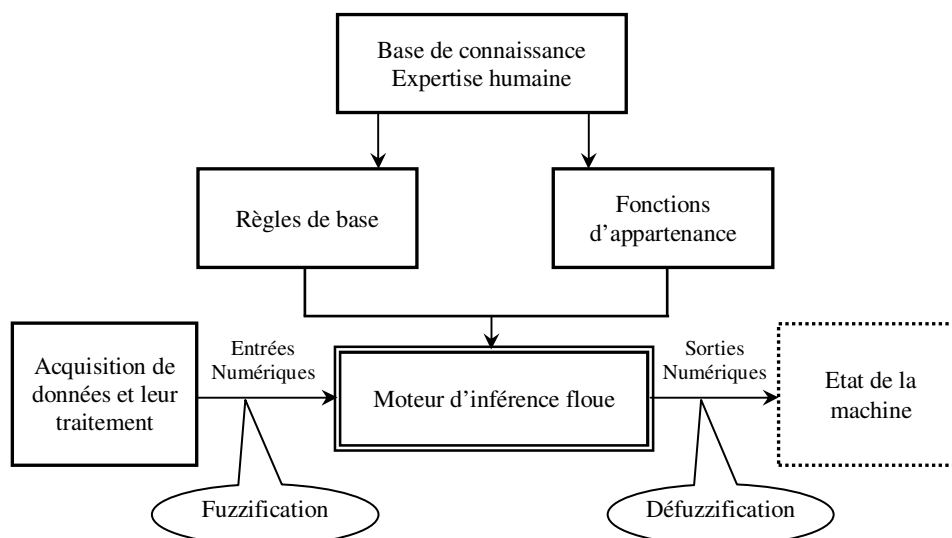 Base de connaissance
Expertise humaine
Règles de base
Fonctions
d’appartenance
Acquisition de
données et leur
traitement
Entrées
Numériques
Moteur d’inférence floue
Sorties
Numériques
Etat de la
machine
Fuzzification
Défuzzification